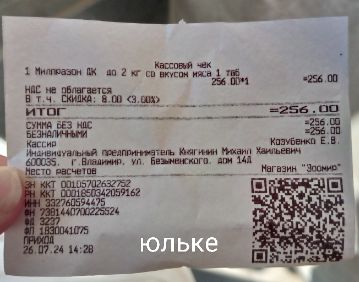 Кассовый чек
1 Милпразон ДК до 2 кг со вкусом мяса 1 таб
256.00*1 =256.00
НДС не облагается
В т.ч. СКИДКА: 8.00 (3.00%)
ИТОГ =256.00
СУММА БЕЗ НДС =256.00
БЕЗНАЛИЧНЫМИ =256.00
Кассир Козубенко Е.В.
Индивидуальный предприниматель Княгинин Михаил Хаильевич
600035, г.Владимир, ул. Безыменского, дом 14Д
Место расчетов Магазин "Зоомир"
ЗН ККТ 00105702632752
РН ККТ 0001850342059162
ИНН 332760594475
ФН 7381440700225524
ФД 3237
ФП 1830041075
ПРИХОД
26.07.24 14:28
юльке